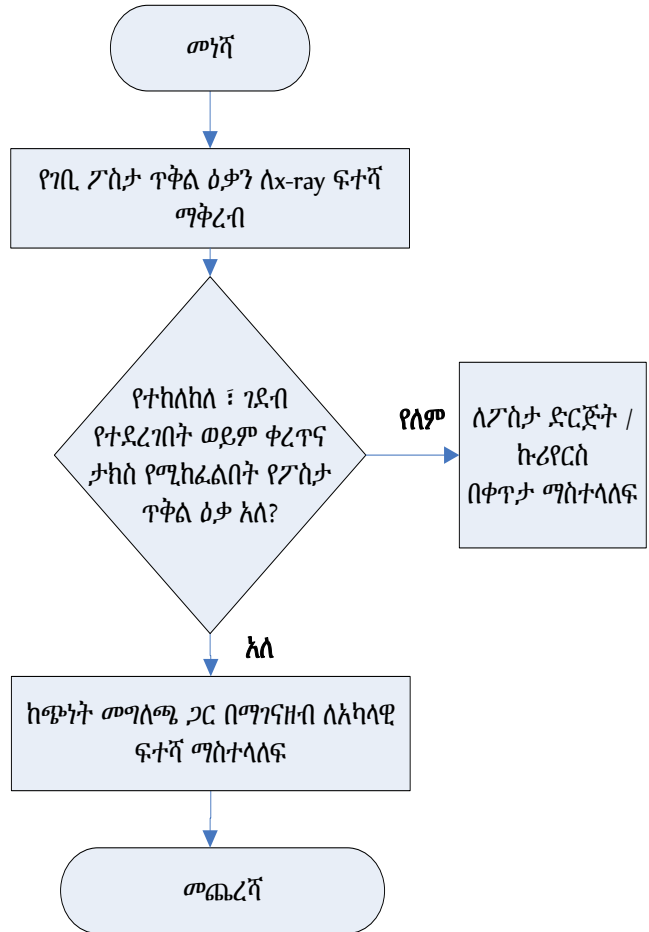 መነሻ
የገቢ ፖስታ ጥቅል ዕቃን ለx-ray ፍተሻ
ማቅረብ
የተከለከለ ፣ ገደብ
የተደረገበት ወይም ቀረጥና
ታክስ የሚከፈልበት የፖስታ
ጥቅል ዕቃ አለ?
የለም
ለፖስታ ድርጅት /
ኩሪየርስ
በቀጥታ ማስተላለፍ
አለ
ከጭነት መግለጫ ጋር በማገናዘብ ለአካላዊ
ፍተሻ ማስተላለፍ
መጨረሻ